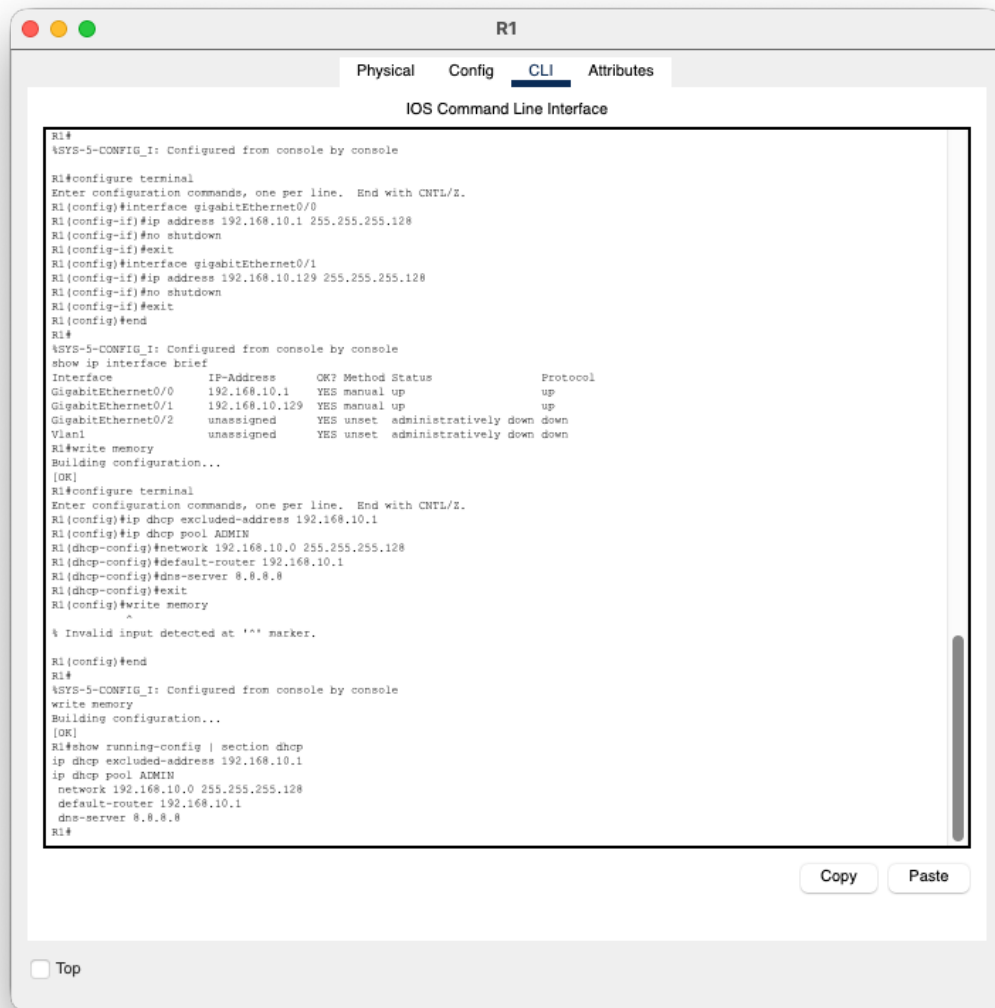 R1
Physical Config CLI Attributes
IOS Command Line Interface
R1#
%SYS-5-CONFIG_I: Configured from console by console
R1#configure terminal
Enter configuration commands, one per line.  End with CNTL/Z.
R1(config)#interface gigabitEthernet0/0
R1(config-if)#ip address 192.168.10.1 255.255.255.128
R1(config-if)#no shutdown
R1(config-if)#exit
R1(config)#interface gigabitEthernet0/1
R1(config-if)#ip address 192.168.10.129 255.255.255.128
R1(config-if)#no shutdown
R1(config-if)#exit
R1(config)#end
R1#
%SYS-5-CONFIG_I: Configured from console by console
show ip interface brief
Interface              IP-Address      OK? Method Status                Protocol
GigabitEthernet0/0     192.168.10.1    YES manual up                    up
GigabitEthernet0/1     192.168.10.129  YES manual up                    up
GigabitEthernet0/2     unassigned      YES unset  administratively down down
Vlan1                  unassigned      YES unset  administratively down down
R1#write memory
Building configuration...
[OK]
R1#configure terminal
Enter configuration commands, one per line.  End with CNTL/Z.
R1(config)#ip dhcp excluded-address 192.168.10.1
R1(config)#ip dhcp pool ADMIN
R1(dhcp-config)#network 192.168.10.0 255.255.255.128
R1(dhcp-config)#default-router 192.168.10.1
R1(dhcp-config)#dns-server 8.8.8.8
R1(dhcp-config)#exit
R1(config)#write memory
            ^
% Invalid input detected at '^' marker.
R1(config)#end
R1#
%SYS-5-CONFIG_I: Configured from console by console
write memory
Building configuration...
[OK]
R1#show running-config | section dhcp
ip dhcp excluded-address 192.168.10.1
ip dhcp pool ADMIN
 network 192.168.10.0 255.255.255.128
 default-router 192.168.10.1
 dns-server 8.8.8.8
R1#
Copy Paste
Top